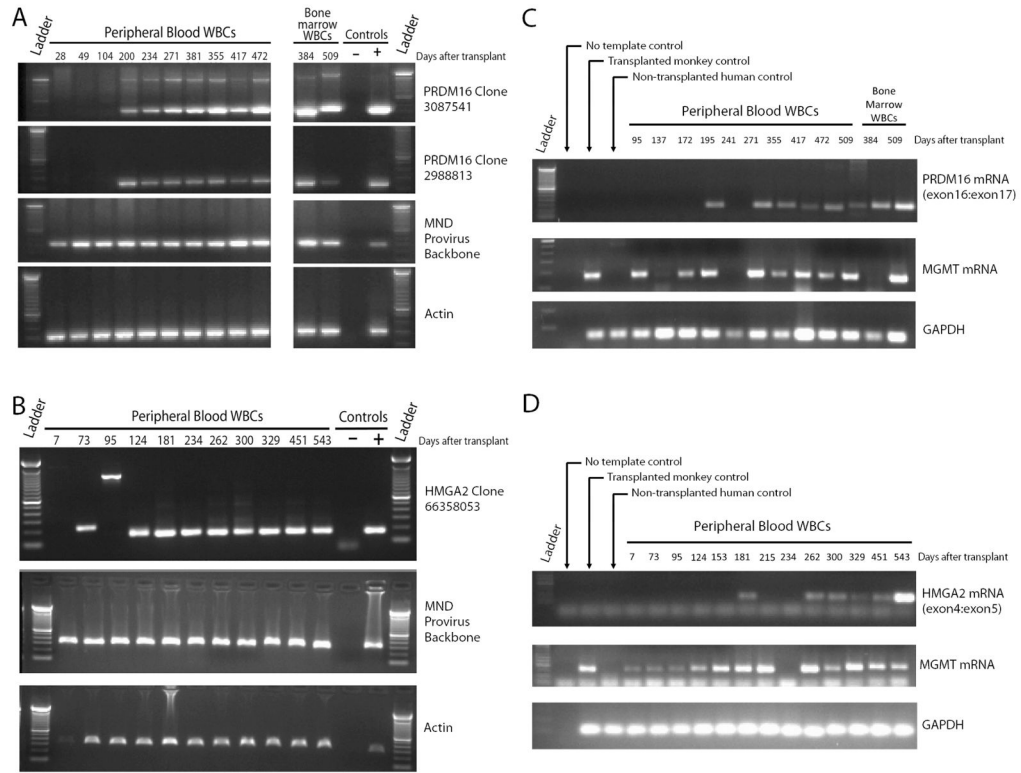 A
Ladder
Peripheral Blood WBCs
Bone
marrow
WBCs
Controls
Ladder
28 49 104 200 234 271 381 355 417 472
384 509
− +
Days after transplant
PRDM16 Clone
3087541
PRDM16 Clone
2988813
MND
Provirus
Backbone
Actin
B
Ladder
Peripheral Blood WBCs
Controls
Ladder
7 73 95 124 181 234 262 300 329 451 543
− +
Days after transplant
HMGA2 Clone
66358053
MND
Provirus
Backbone
Actin
C
No template control
Transplanted monkey control
Non-transplanted human control
Ladder
Peripheral Blood WBCs
Bone
Marrow
WBCs
95 137 172 195 241 271 355 417 472 509 384 509 Days after transplant
PRDM16 mRNA
(exon16:exon17)
MGMT mRNA
GAPDH
D
No template control
Transplanted monkey control
Non-transplanted human control
Ladder
Peripheral Blood WBCs
7 73 95 124 153 181 215 234 262 300 329 451 543 Days after transplant
HMGA2 mRNA
(exon4:exon5)
MGMT mRNA
GAPDH